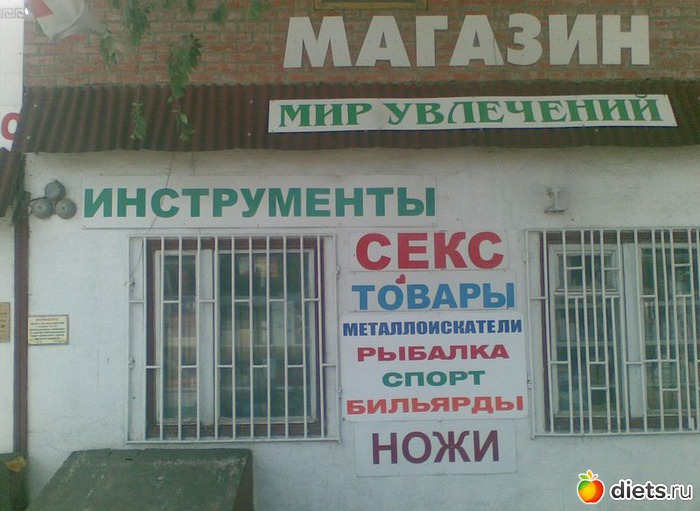 МАГАЗИН
МИР УВЛЕЧЕНИЙ
ИНСТРУМЕНТЫ
СЕКС
ТОВАРЫ
МЕТАЛЛОИСКАТЕЛИ
РЫБАЛКА
СПОРТ
БИЛЬЯРДЫ
НОЖИ
diets.ru